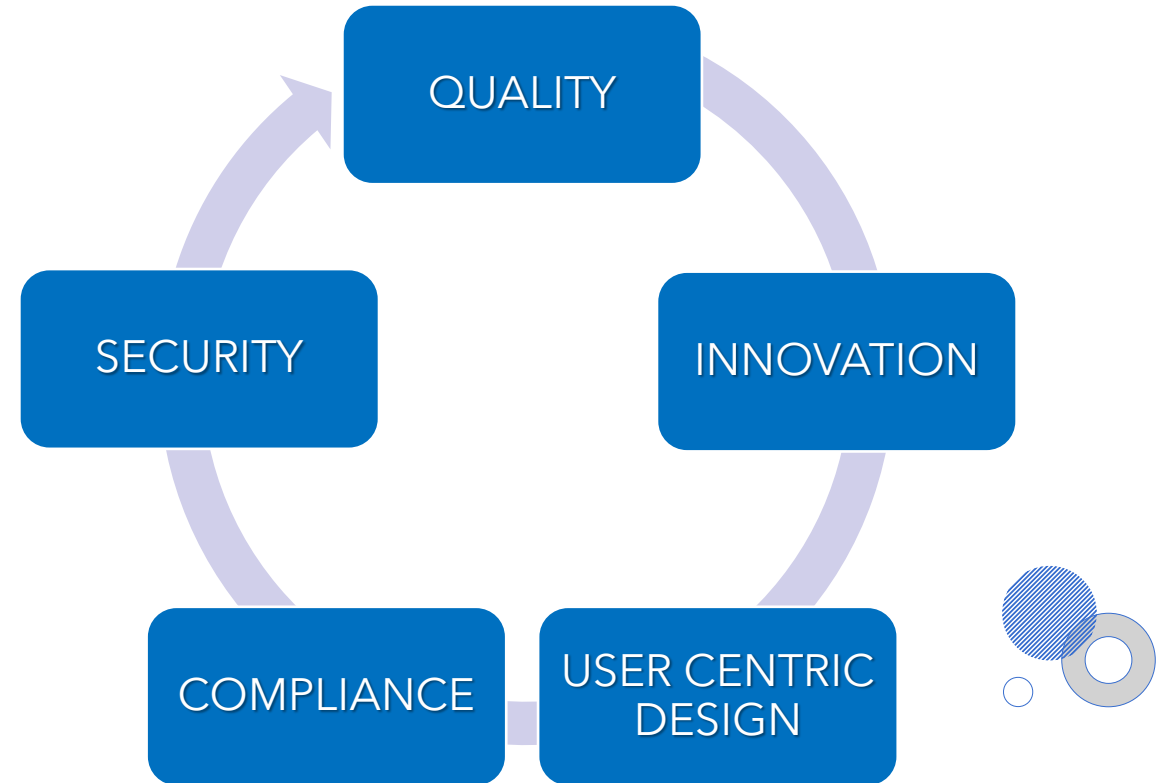 QUALITY
INNOVATION
USER CENTRIC
DESIGN
COMPLIANCE
SECURITY